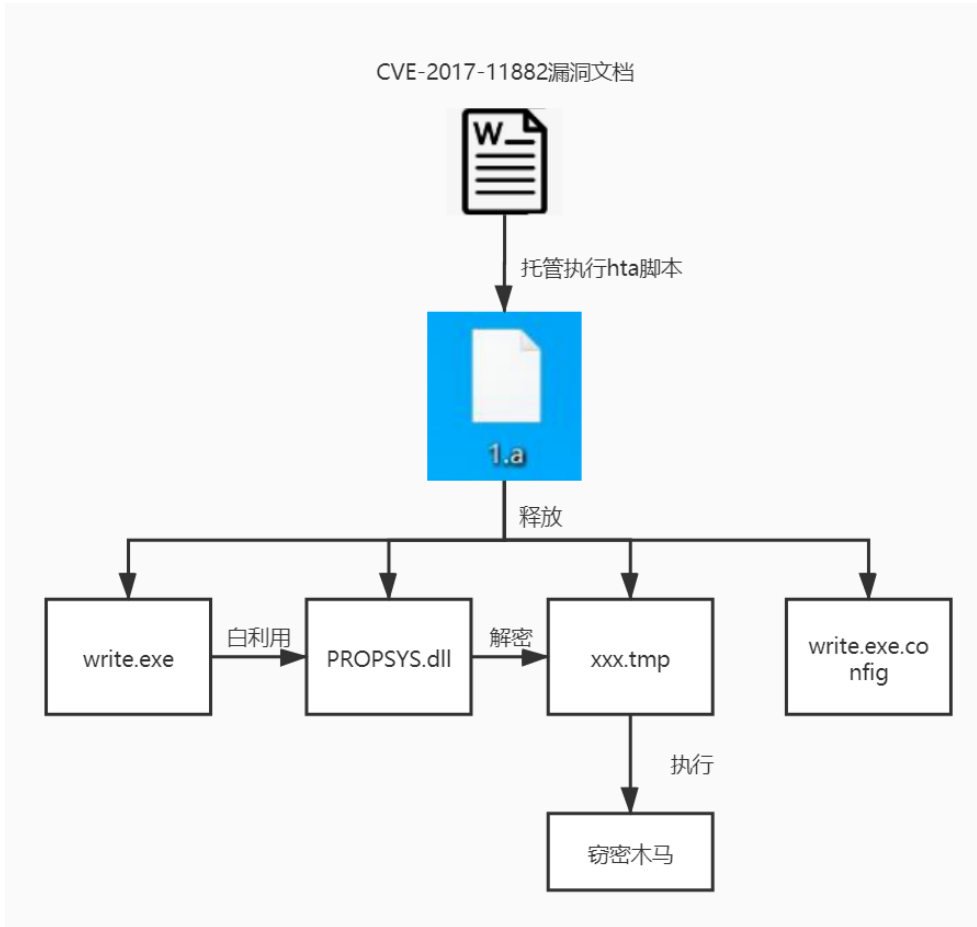 CVE-2017-11882漏洞文档
W
托管执行hta脚本
1.a
释放
write.exe
白利用
PROPSYS.dll
解密
xxx.tmp
write.exe.co
nfig
执行
窃密木马